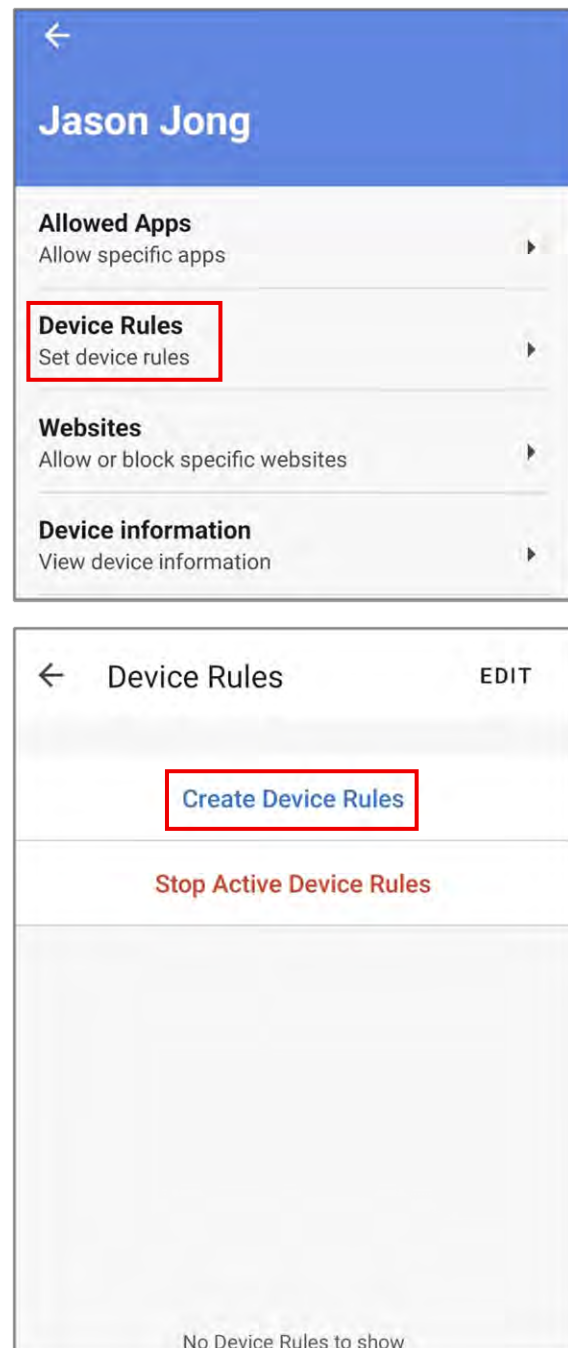 Jason Jong
Allowed Apps
Allow specific apps
Device Rules
Set device rules
Websites
Allow or block specific websites
Device information
View device information
Device Rules EDIT
Create Device Rules
Stop Active Device Rules
No Device Rules to show